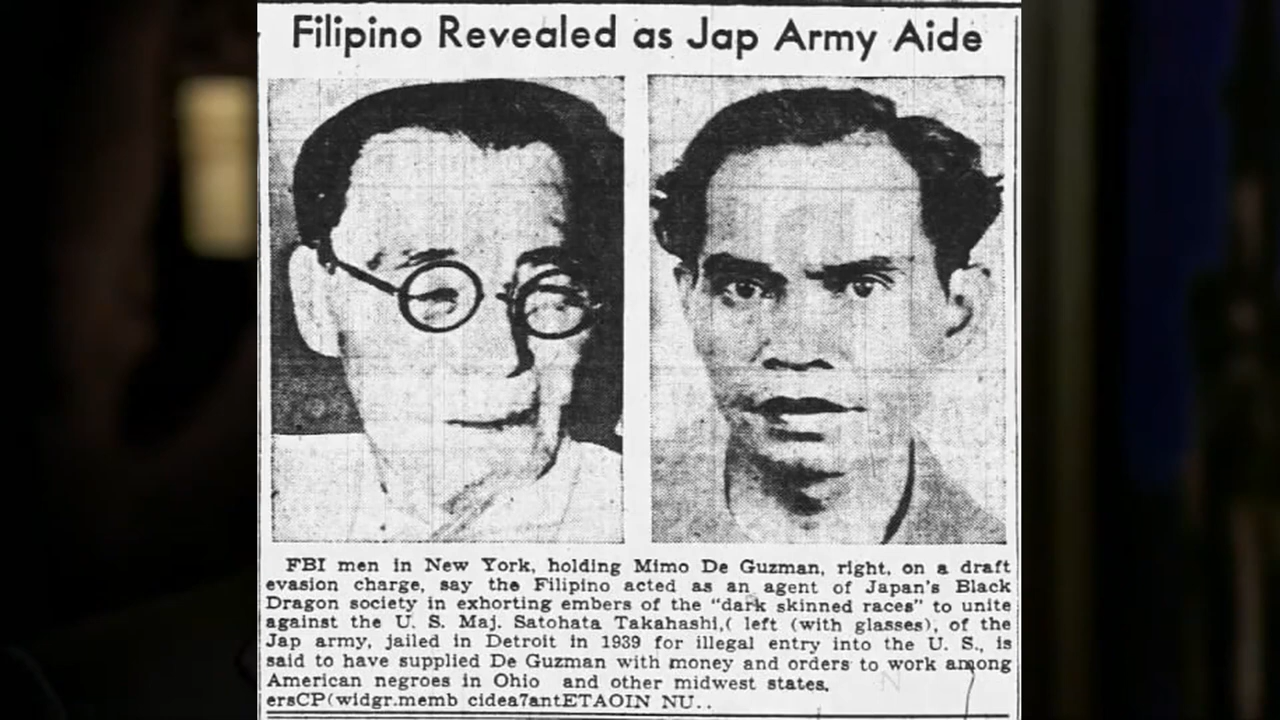 Filipino Revealed as Jap Army Aide
FBI men in New York, holding Mimo De Guzman, right, on a draft
evasion charge, say the Filipino acted as an agent of Japan's Black
Dragon society in exhorting embers of the "dark skinned races" to unite
against the U. S. Maj. Satohata Takahashi,( left (with glasses), of the
Jap army, jailed in Detroit in 1939 for illegal entry into the U. S., is
said to have supplied De Guzman with money and orders to work among
American negroes in Ohio and other midwest states.
ersCP(widgr.memb cidea7antETAOIN NU..